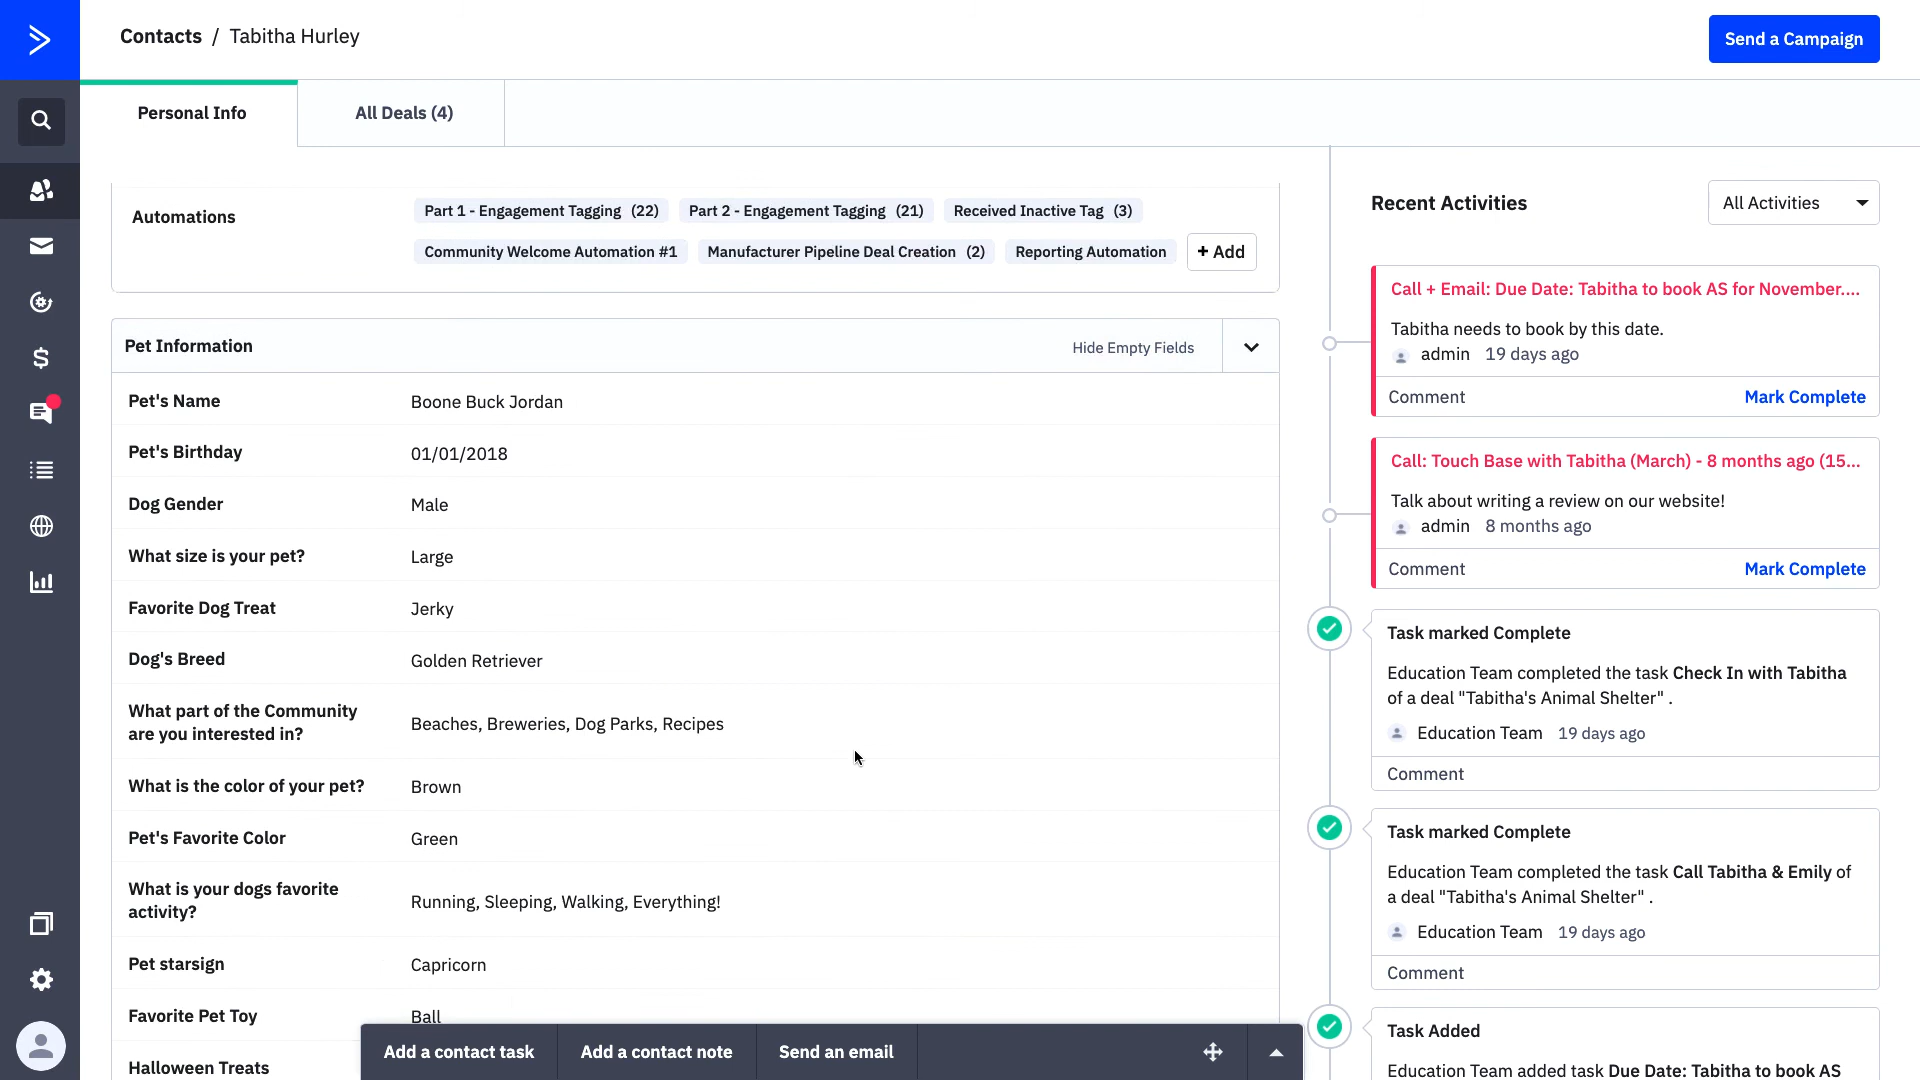 Contacts / Tabitha Hurley
Send a Campaign
Personal Info
All Deals (4)
Automations
Part 1 - Engagement Tagging (22)
Part 2 - Engagement Tagging (21)
Received Inactive Tag (3)
Community Welcome Automation #1
Manufacturer Pipeline Deal Creation (2)
Reporting Automation
+ Add
Pet Information
Hide Empty Fields
Pet's Name
Boone Buck Jordan
Pet's Birthday
01/01/2018
Dog Gender
Male
What size is your pet?
Large
Favorite Dog Treat
Jerky
Dog's Breed
Golden Retriever
What part of the Community
are you interested in?
Beaches, Breweries, Dog Parks, Recipes
What is the color of your pet?
Brown
Pet's Favorite Color
Green
What is your dogs favorite
activity?
Running, Sleeping, Walking, Everything!
Pet starsign
Capricorn
Favorite Pet Toy
Ball
Halloween Treats
Add a contact task
Add a contact note
Send an email
Recent Activities
All Activities
Call + Email: Due Date: Tabitha to book AS for November....
Tabitha needs to book by this date.
admin 19 days ago
Comment
Mark Complete
Call: Touch Base with Tabitha (March) - 8 months ago (15...
Talk about writing a review on our website!
admin 8 months ago
Comment
Mark Complete
Task marked Complete
Education Team completed the task Check In with Tabitha
of a deal "Tabitha's Animal Shelter" .
Education Team 19 days ago
Comment
Task marked Complete
Education Team completed the task Call Tabitha & Emily of
a deal "Tabitha's Animal Shelter" .
Education Team 19 days ago
Comment
Task Added
Education Team added task Due Date: Tabitha to book AS